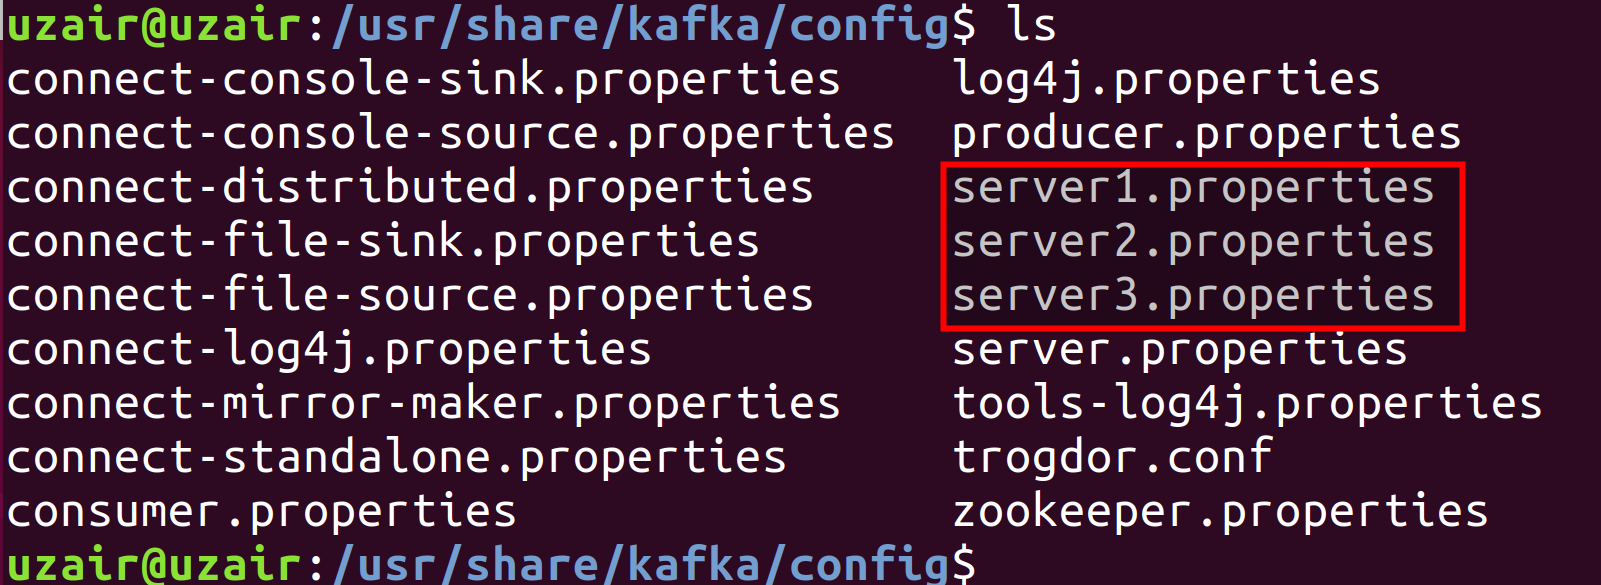 uzair@uzair:/usr/share/kafka/config$ ls
connect-console-sink.properties log4j.properties
connect-console-source.properties producer.properties
connect-distributed.properties server1.properties
connect-file-sink.properties server2.properties
connect-file-source.properties server3.properties
connect-log4j.properties server.properties
connect-mirror-maker.properties tools-log4j.properties
connect-standalone.properties trogdor.conf
consumer.properties zookeeper.properties
uzair@uzair:/usr/share/kafka/config$